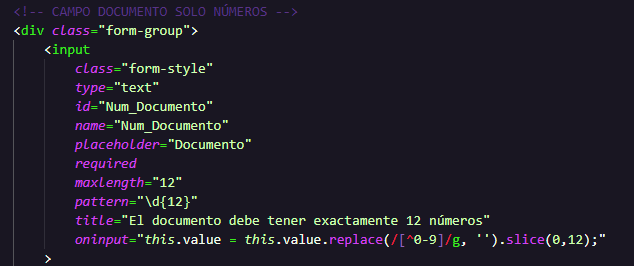 <!-- CAMPO DOCUMENTO SOLO NÚMEROS -->
<div class="form-group">
<input
class="form-style"
type="text"
id="Num_Documento"
name="Num_Documento"
placeholder="Documento"
required
maxlength="12"
pattern="\d{12}"
title="El documento debe tener exactamente 12 números"
oninput="this.value = this.value.replace(/[^0-9]/g, '').slice(0,12);"
>